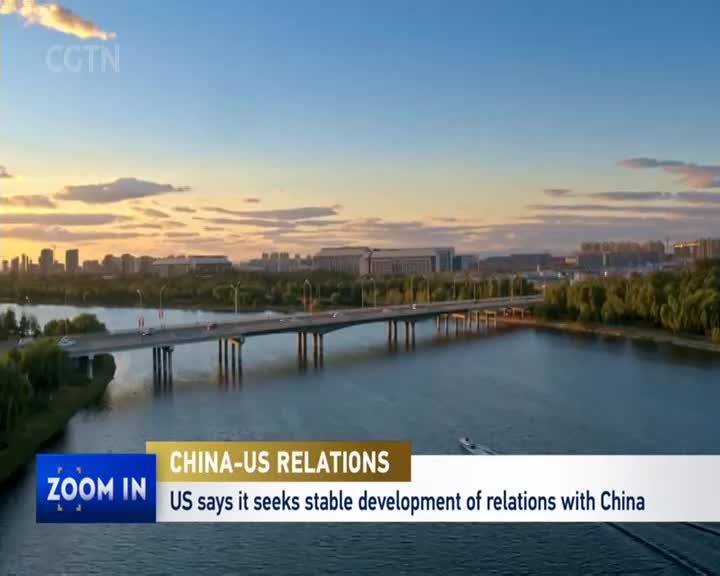 CGTN
CHINA-US RELATIONS
ZOOM IN
US says it seeks stable development of relations with China